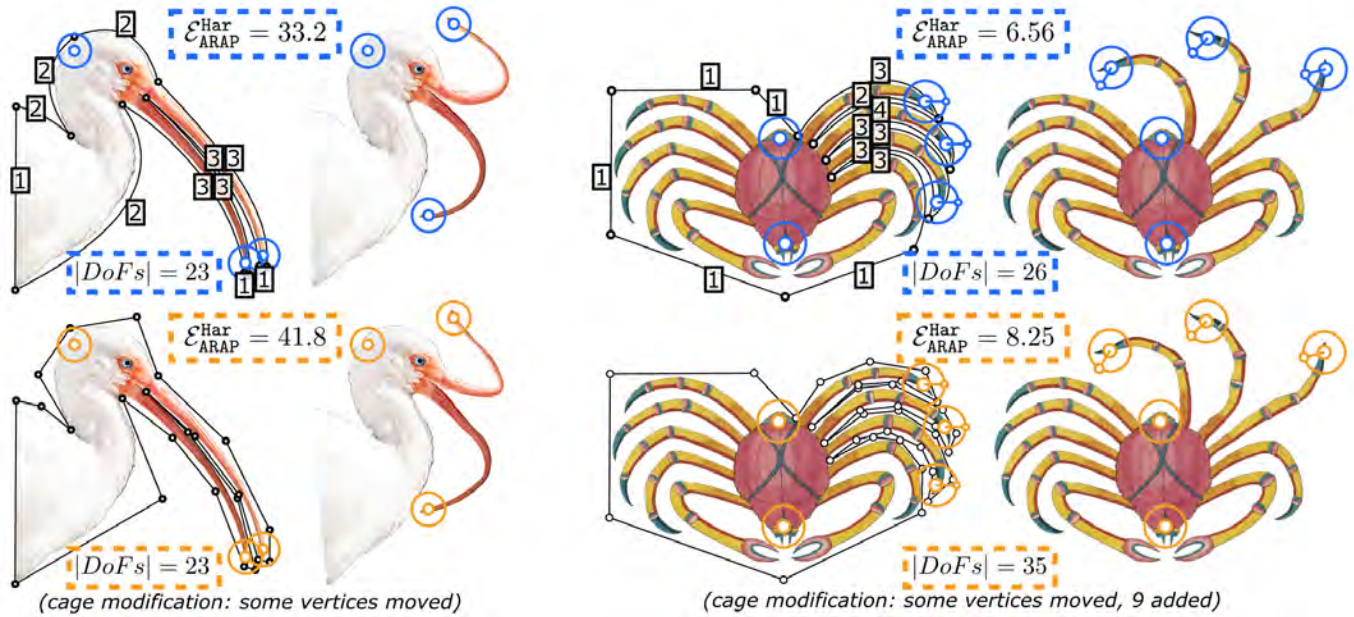 2
ℰ^Har_ARAP = 33.2
2
2
1
3 3
3 3
2
|DoFs| = 23
1 1
ℰ^Har_ARAP = 6.56
1
3
2
1
4
3 3
3 3
1
|DoFs| = 26
1
1
ℰ^Har_ARAP = 41.8
|DoFs| = 23
(cage modification: some vertices moved)
ℰ^Har_ARAP = 8.25
|DoFs| = 35
(cage modification: some vertices moved, 9 added)